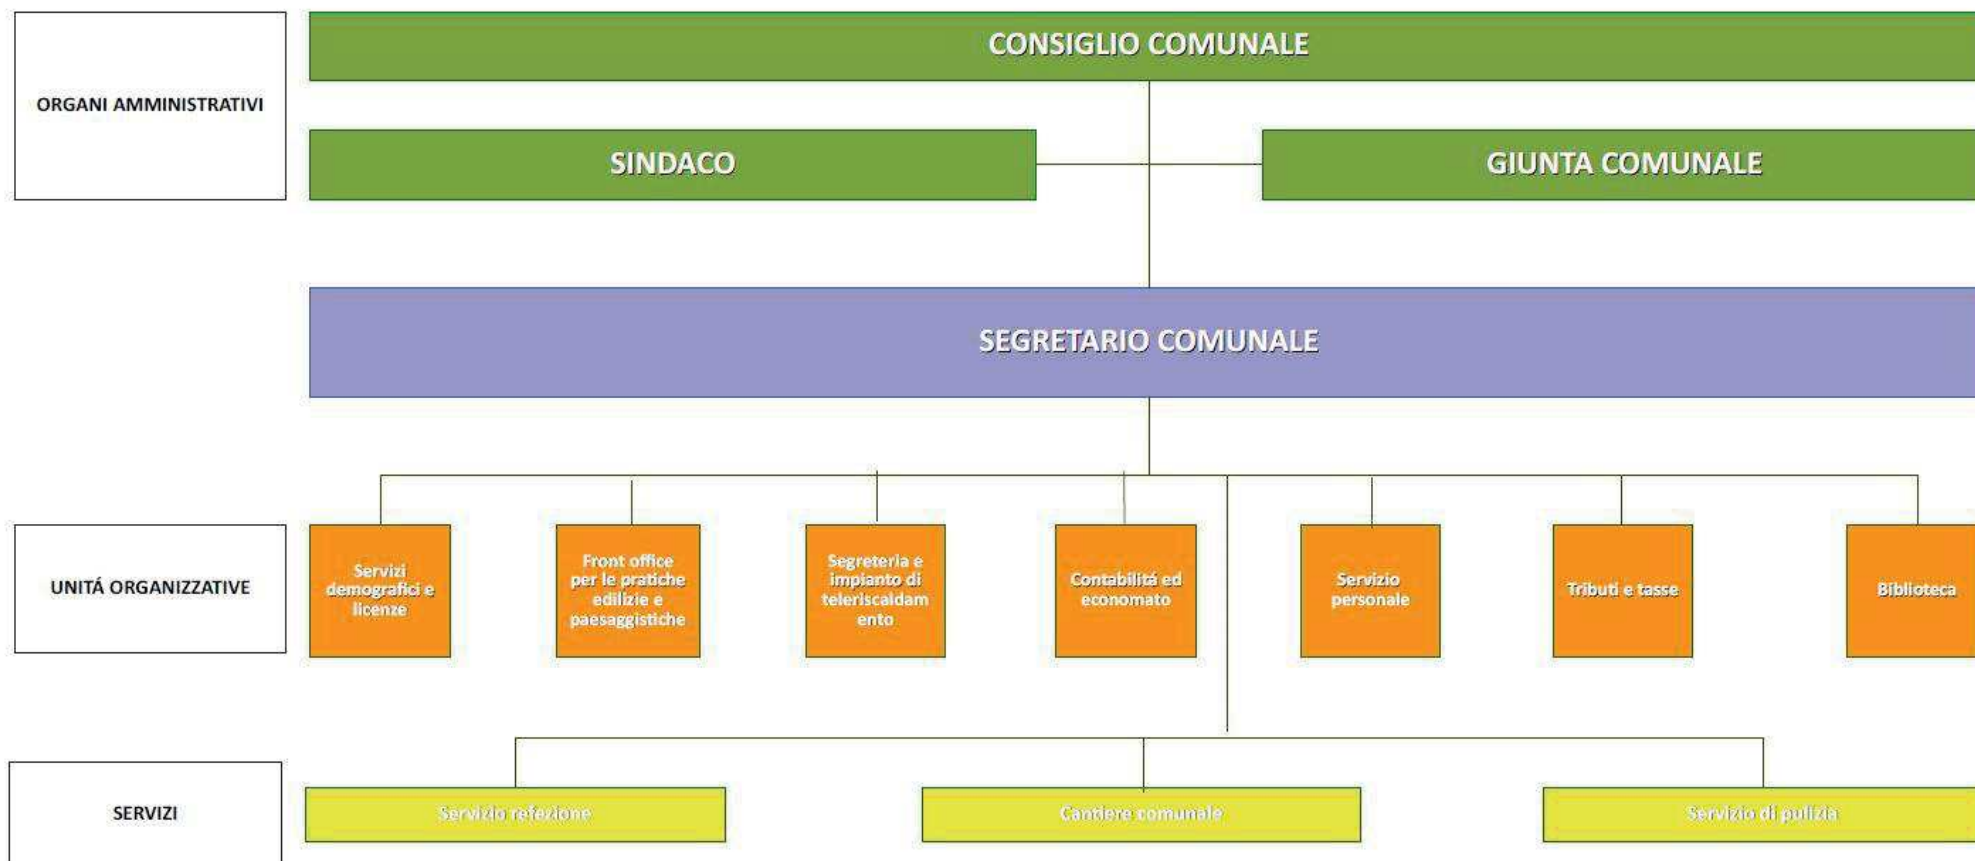 CONSIGLIO COMUNALE
ORGANI AMMINISTRATIVI
SINDACO
GIUNTA COMUNALE
SEGRETARIO COMUNALE
UNITÁ ORGANIZZATIVE
Servizi
demografici e
licenze
Front office
per le pratiche
edilizie e
paesaggistiche
Segreteria e
impianto di
teleriscaldam
ento
Contabilitá ed
economato
Servizio
personale
Tributi e tasse
Biblioteca
SERVIZI
Servizio refezione
Cantiere comunale
Servizio di pulizia